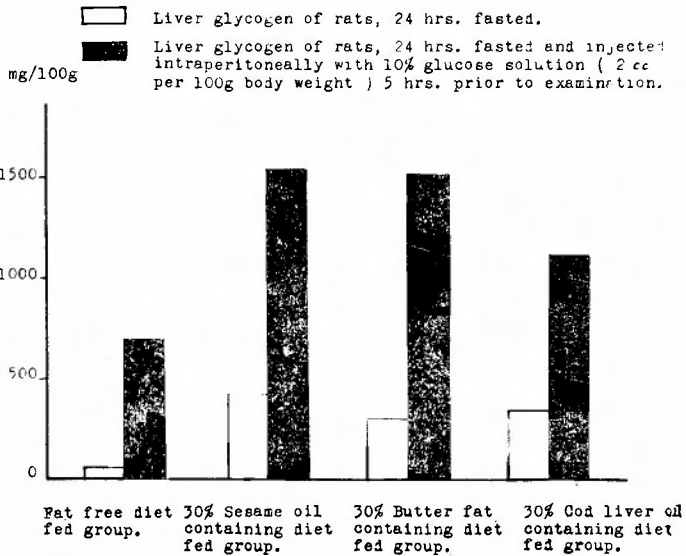 Liver glycogen of rats, 24 hrs. fasted.
Liver glycogen of rats, 24 hrs. fasted and injected
intraperitoneally with 10% glucose solution ( 2 cc
per 100g body weight ) 5 hrs. prior to examination.
mg/100g
1500
1000
500
0
Fat free diet
fed group.
30% Sesame oil
containing diet
fed group.
30% Butter fat
containing diet
fed group.
30% Cod liver oil
containing diet
fed group.